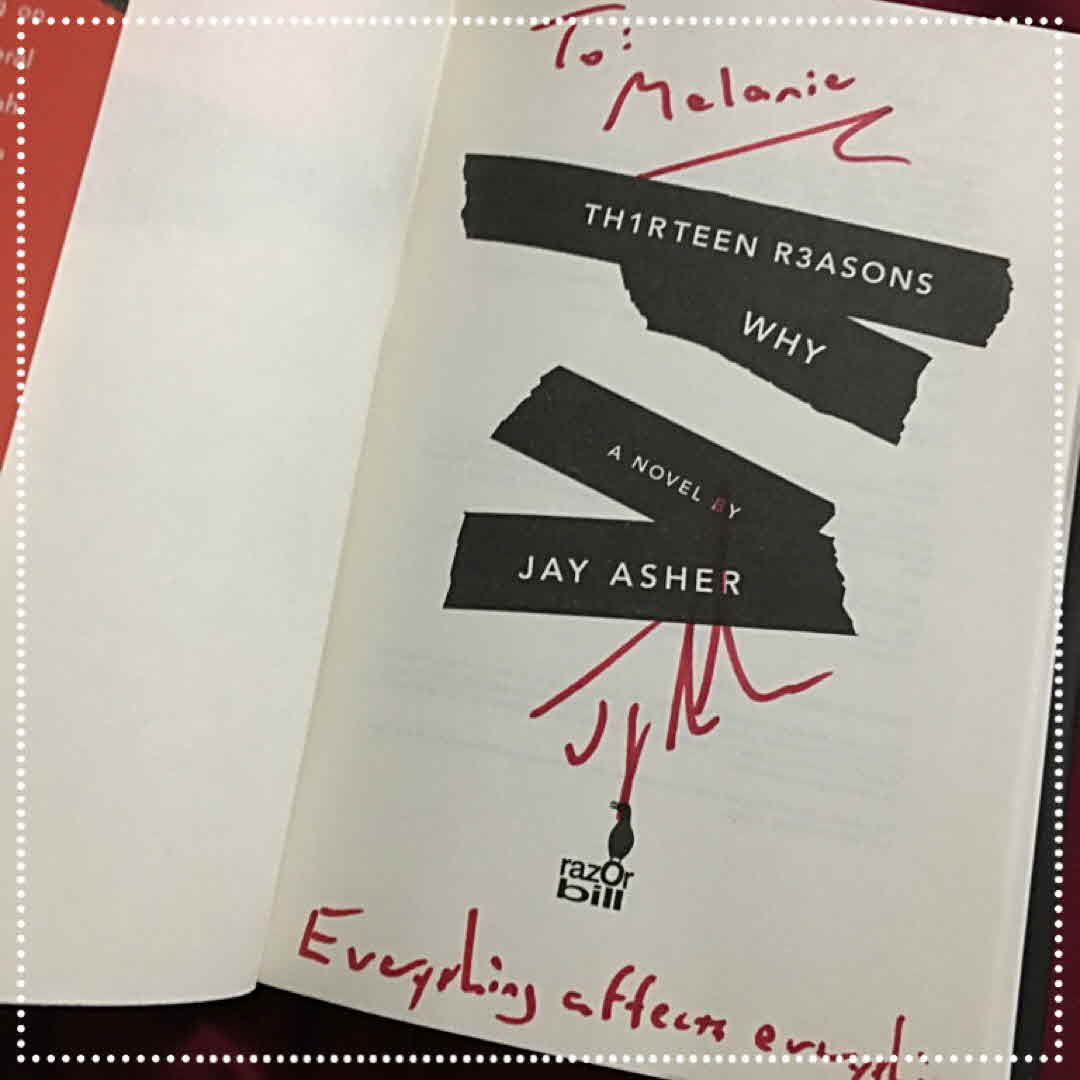 To:
Melanie
TH1RTEEN R3ASONS
WHY
A NOVEL BY
JAY ASHER
razOr
bill
Everything affects